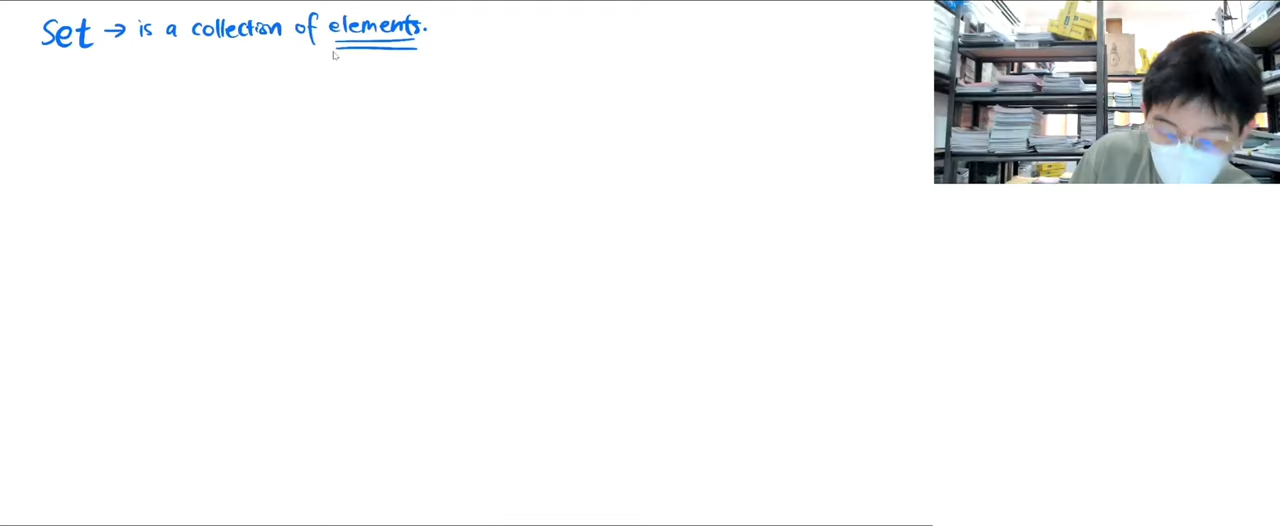 Set → is a collection of elements.